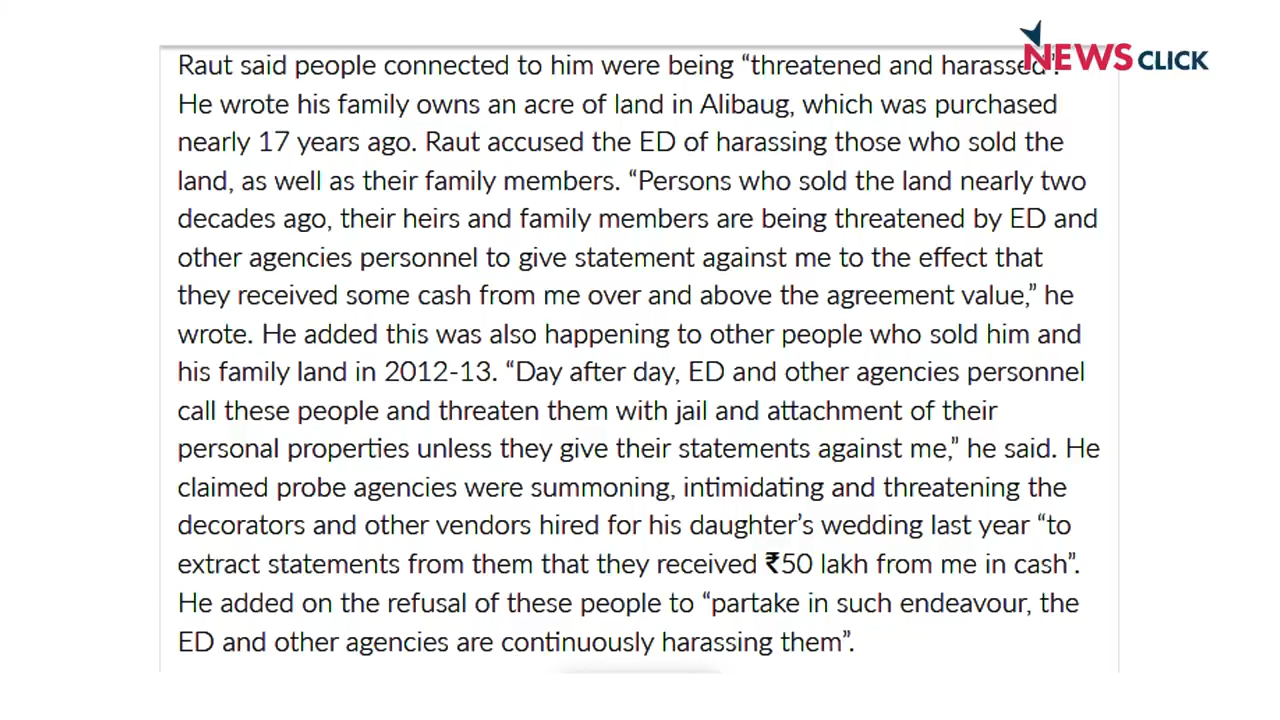 NEWS CLICK
Raut said people connected to him were being “threatened and harassed”.
He wrote his family owns an acre of land in Alibaug, which was purchased
nearly 17 years ago. Raut accused the ED of harassing those who sold the
land, as well as their family members. “Persons who sold the land nearly two
decades ago, their heirs and family members are being threatened by ED and
other agencies personnel to give statement against me to the effect that
they received some cash from me over and above the agreement value,” he
wrote. He added this was also happening to other people who sold him and
his family land in 2012-13. “Day after day, ED and other agencies personnel
call these people and threaten them with jail and attachment of their
personal properties unless they give their statements against me,” he said. He
claimed probe agencies were summoning, intimidating and threatening the
decorators and other vendors hired for his daughter’s wedding last year “to
extract statements from them that they received ₹50 lakh from me in cash”.
He added on the refusal of these people to “partake in such endeavour, the
ED and other agencies are continuously harassing them”.